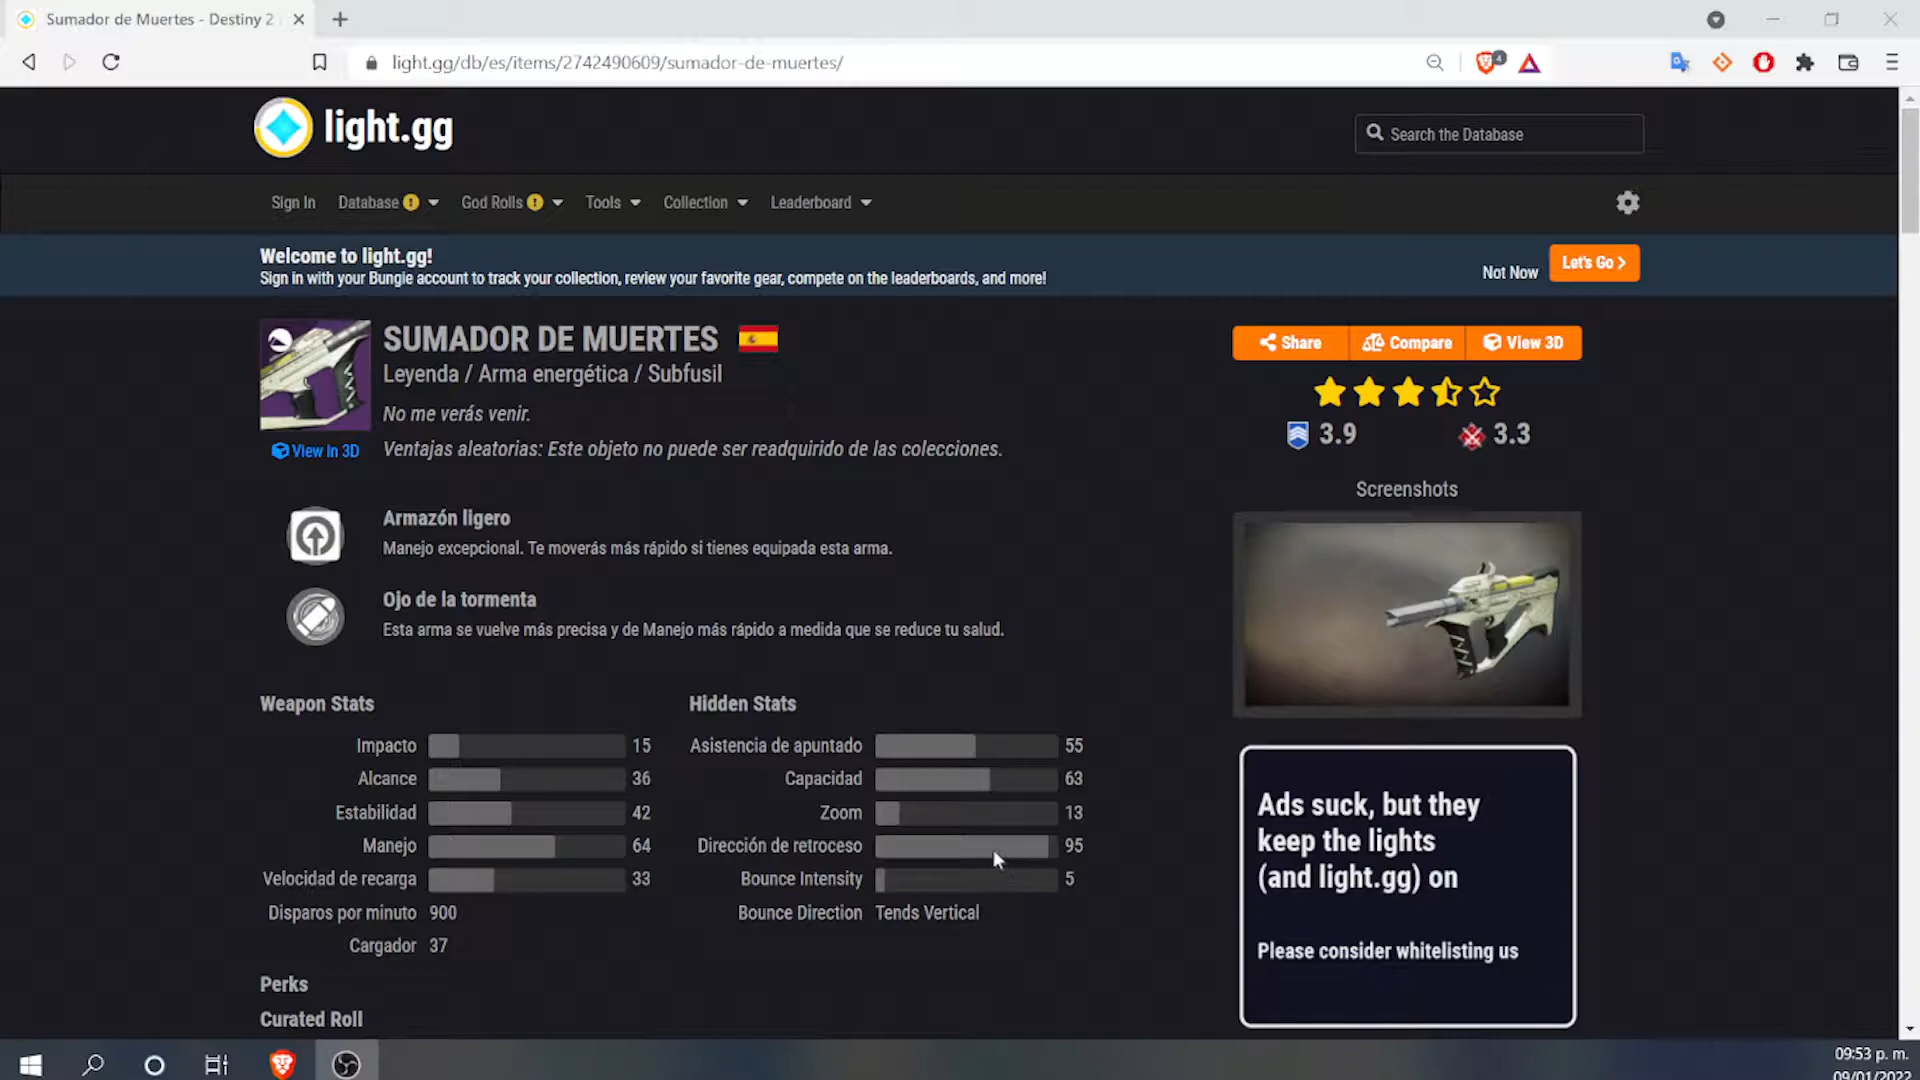 Sumador de Muertes - Destiny 2
light.gg/db/es/items/2742490609/sumador-de-muertes/
4
light.gg
Search the Database
Sign In Database God Rolls Tools Collection Leaderboard
Welcome to light.gg!
Sign in with your Bungie account to track your collection, review your favorite gear, compete on the leaderboards, and more!
Not Now
Let's Go
SUMADOR DE MUERTES
Leyenda / Arma energética / Subfusil
No me verás venir.
View In 3D
Ventajas aleatorias: Este objeto no puede ser readquirido de las colecciones.
Share Compare View 3D
3.9 3.3
Screenshots
Armazón ligero
Manejo excepcional. Te moverás más rápido si tienes equipada esta arma.
Ojo de la tormenta
Esta arma se vuelve más precisa y de Manejo más rápido a medida que se reduce tu salud.
Weapon Stats
Impacto 15
Alcance 36
Estabilidad 42
Manejo 64
Velocidad de recarga 33
Disparos por minuto 900
Cargador 37
Hidden Stats
Asistencia de apuntado 55
Capacidad 63
Zoom 13
Dirección de retroceso 95
Bounce Intensity 5
Bounce Direction Tends Vertical
Ads suck, but they
keep the lights
(and light.gg) on
Please consider whitelisting us
Perks
Curated Roll
09:53 p. m.
09/01/2022